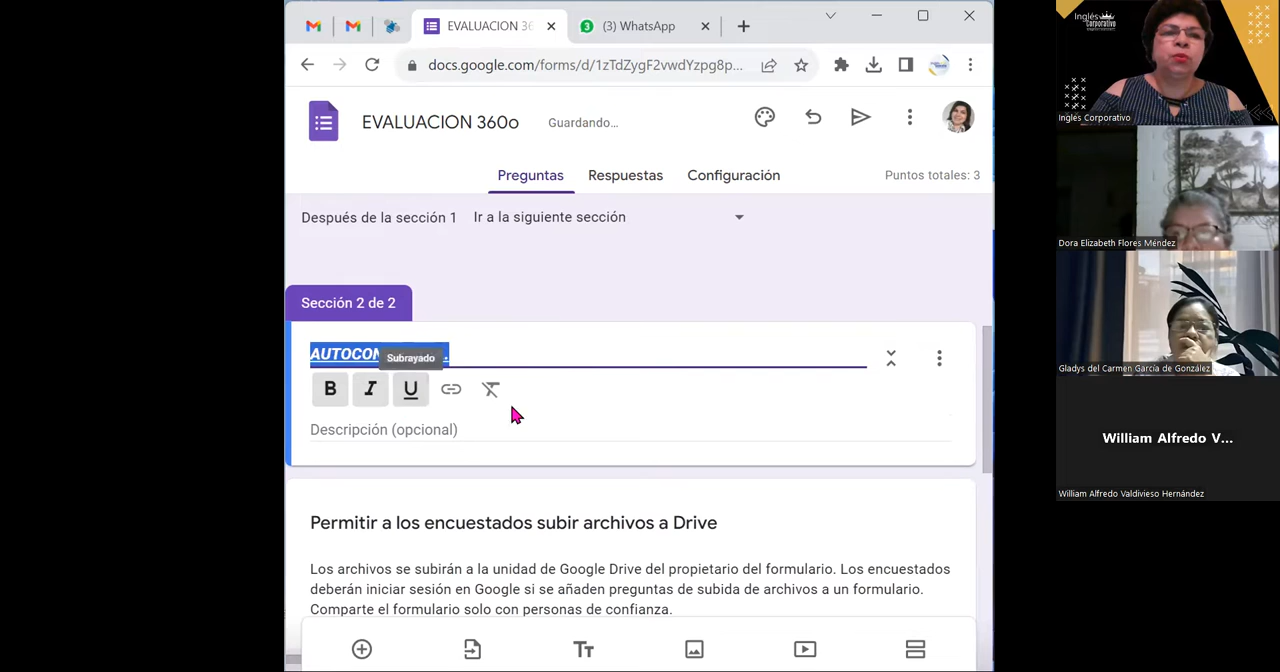 EVALUACION 36
(3) WhatsApp
3
docs.google.com/forms/d/1zTdZygF2vwdYzpg8p...
EVALUACION 360o
Guardando...
Preguntas
Respuestas
Configuración
Puntos totales: 3
Después de la sección 1
Ir a la siguiente sección
Sección 2 de 2
Subrayado
B I U
Descripción (opcional)
Permitir a los encuestados subir archivos a Drive
Los archivos se subirán a la unidad de Google Drive del propietario del formulario. Los encuestados
deberán iniciar sesión en Google si se añaden preguntas de subida de archivos a un formulario.
Comparte el formulario solo con personas de confianza.
Tт
Inglés
Corporativo
Ingles Corporativo
Dora Elizabeth Flores Méndez
Gladys del Carmen García de González
William Alfredo V...
William Alfredo Valdivieso Hernández